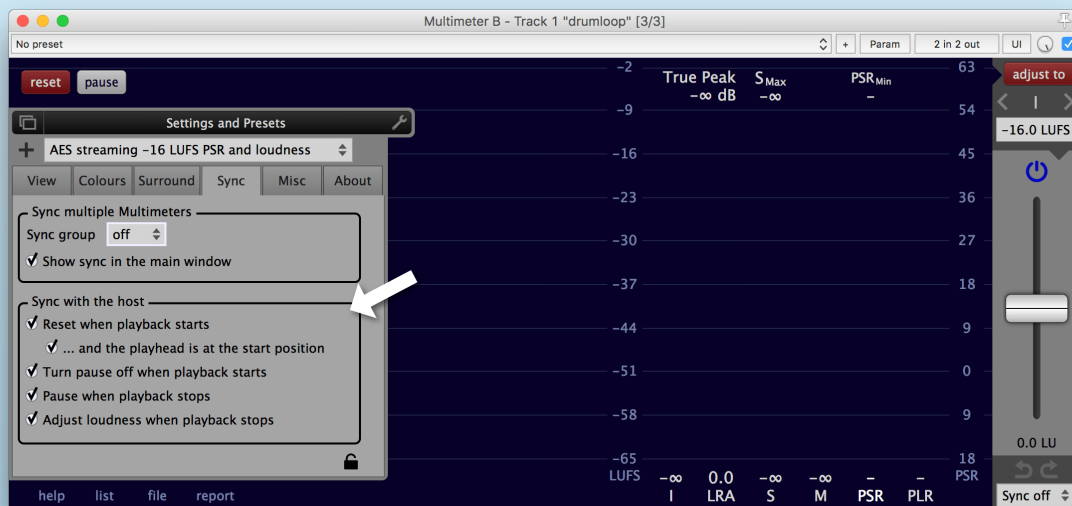 Multimeter B - Track 1 "drumloop" [3/3]
No preset
+
Param
2 in 2 out
UI
reset
pause
Settings and Presets
AES streaming -16 LUFS PSR and loudness
View Colours Surround Sync Misc About
Sync multiple Multimeters
Sync group off
Show sync in the main window
Sync with the host
Reset when playback starts
... and the playhead is at the start position
Turn pause off when playback starts
Pause when playback stops
Adjust loudness when playback stops
help list file report
True Peak SMax PSRMin
-∞ dB -∞ –
-2 63
-9 54
-16 45
-23 36
-30 27
-37 18
-44 9
-51 0
-58 9
-65 18
LUFS PSR
-∞ 0.0 -∞ -∞ – –
I LRA S M PSR PLR
adjust to
I
-16.0 LUFS
0.0 LU
Sync off